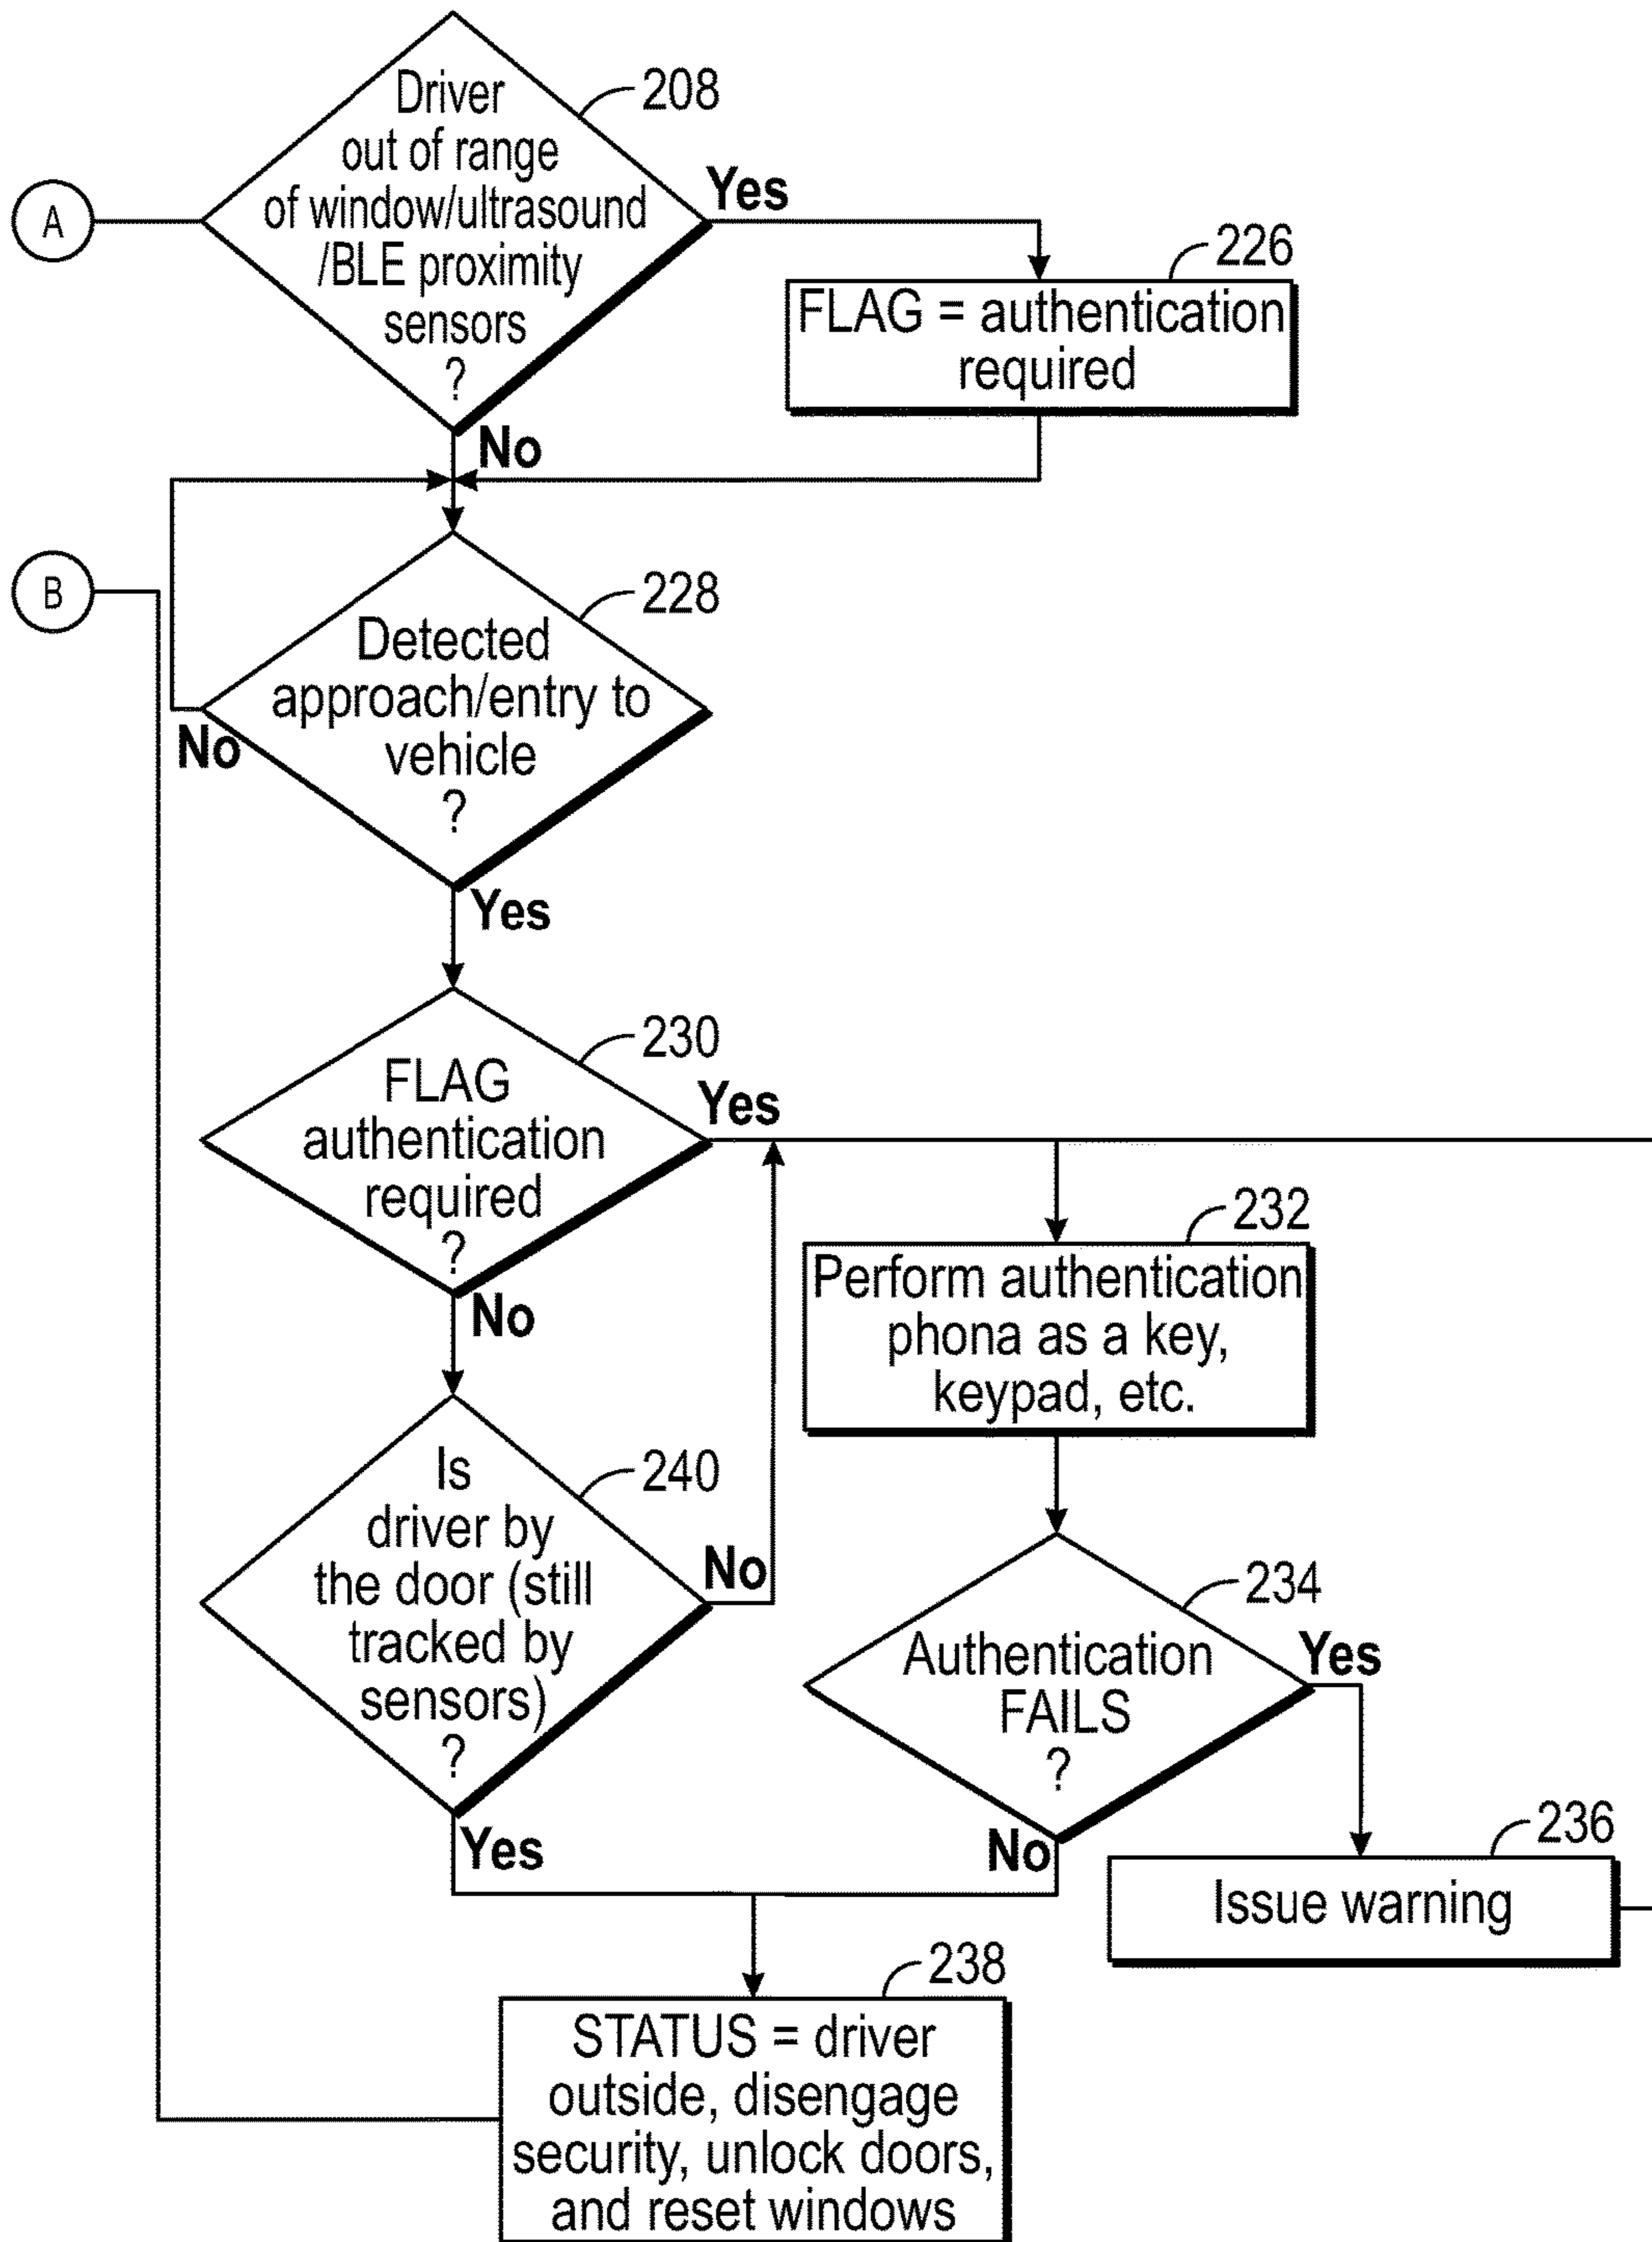 Driver
out of range
of window/ultrasound
/BLE proximity
sensors
?
208
A
Yes
No
226
FLAG = authentication
required
B
228
Detected
approach/entry to
vehicle
?
No
Yes
230
FLAG
authentication
required
?
Yes
No
232
Perform authentication
phona as a key,
keypad, etc.
240
Is
driver by
the door (still
tracked by
sensors)
?
No
Yes
234
Authentication
FAILS
?
Yes
No
236
Issue warning
238
STATUS = driver
outside, disengage
security, unlock doors,
and reset windows